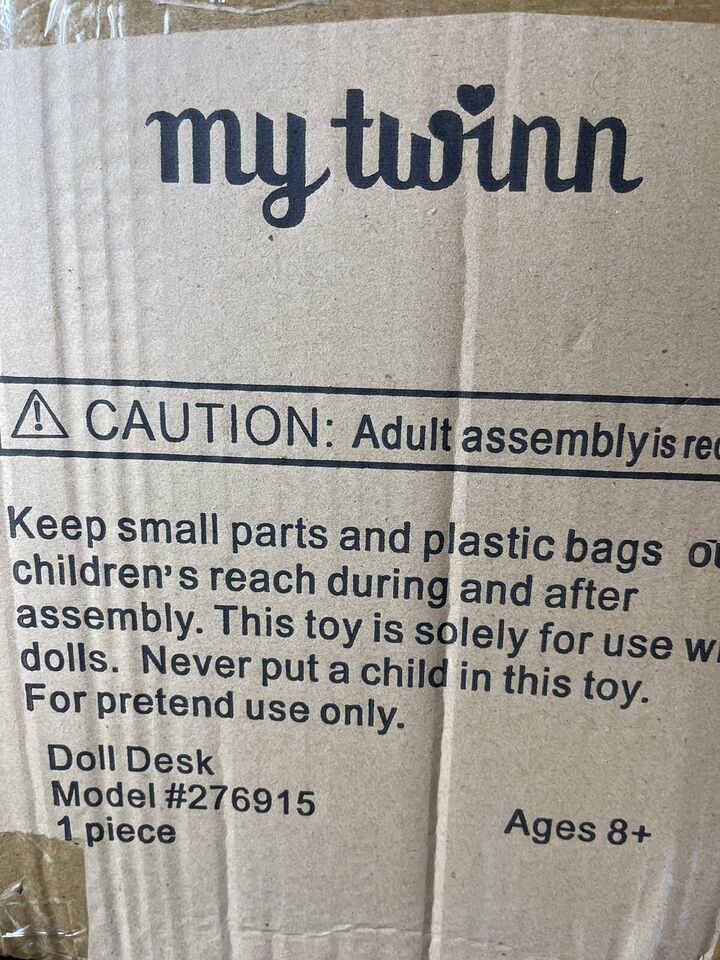 my twinn
CAUTION: Adult assembly is
Keep small parts and plastic bags
children's reach during and after
assembly. This toy is solely for use
dolls. Never put a child in this toy.
For pretend use only.
Doll Desk
Model #276915
1 piece
Ages 8+